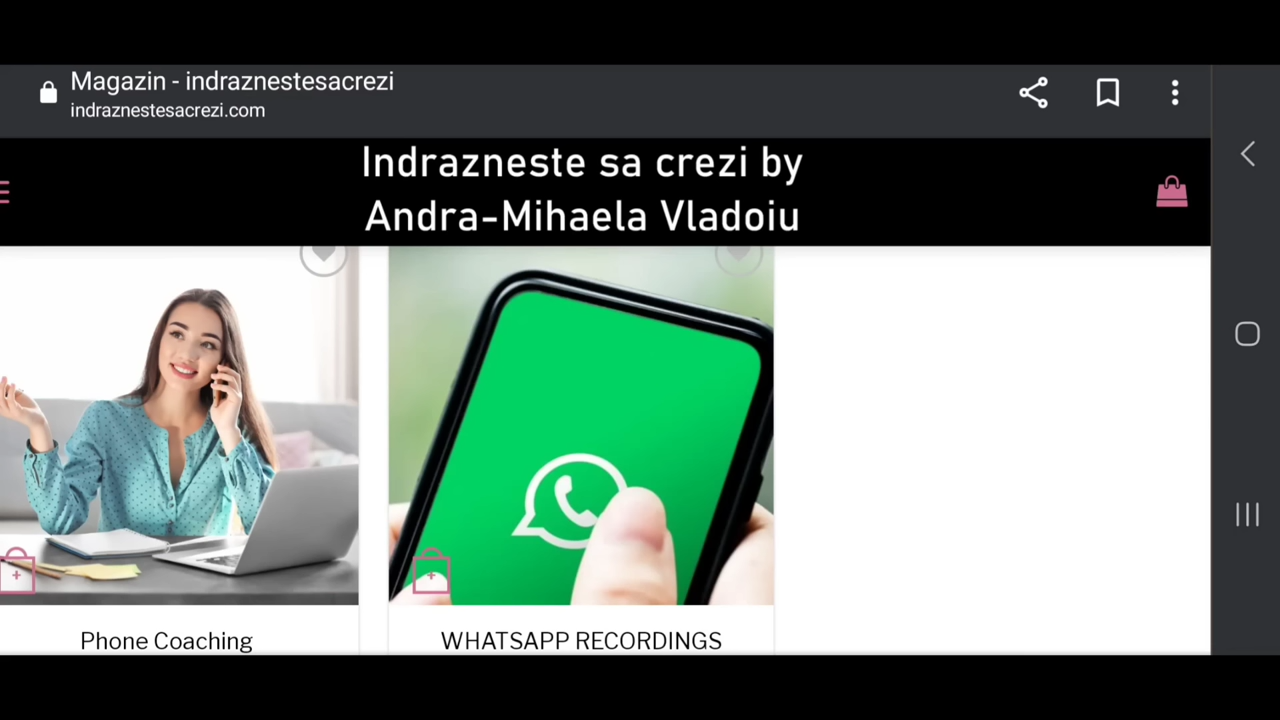 Magazin - indraznestesacrezi
indraznestesacrezi.com
Indrazneste sa crezi by
Andra-Mihaela Vladoiu
Phone Coaching
WHATSAPP RECORDINGS